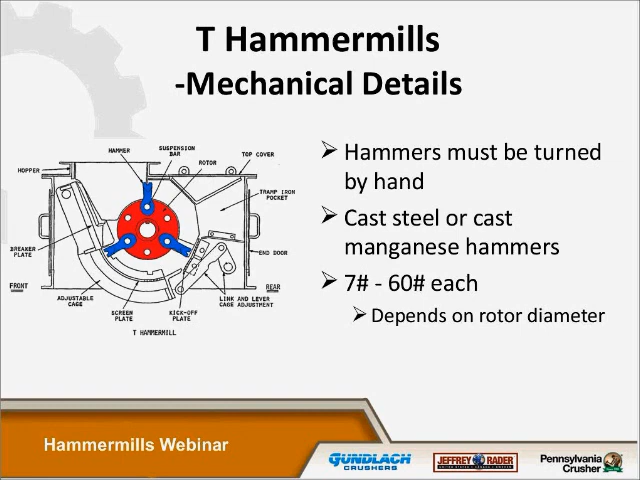 T Hammermills
-Mechanical Details
HAMMER
SUSPENSION
BAR
ROTOR
TOP COVER
HOPPER
TRAMP IRON
POCKET
BREAKER
PLATE
END DOOR
FRONT
REAR
ADJUSTABLE
CAGE
SCREEN
PLATE
KICK-OFF
PLATE
LINK AND LEVER
CAGE ADJUSTMENT
T HAMMERMILL
Hammers must be turned
by hand
Cast steel or cast
manganese hammers
7# - 60# each
Depends on rotor diameter
Hammermills Webinar
GUNDLACH
CRUSHERS
JEFFREY RADER
Pennsylvania
Crusher